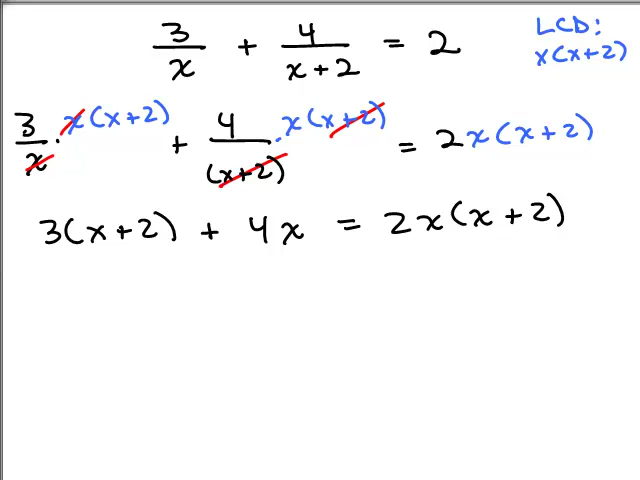 3/x + 4/(x+2) = 2
LCD:
x(x+2)
3/x · x(x+2) + 4/(x+2) · x(x+2) = 2x(x+2)
3(x+2) + 4x = 2x(x+2)